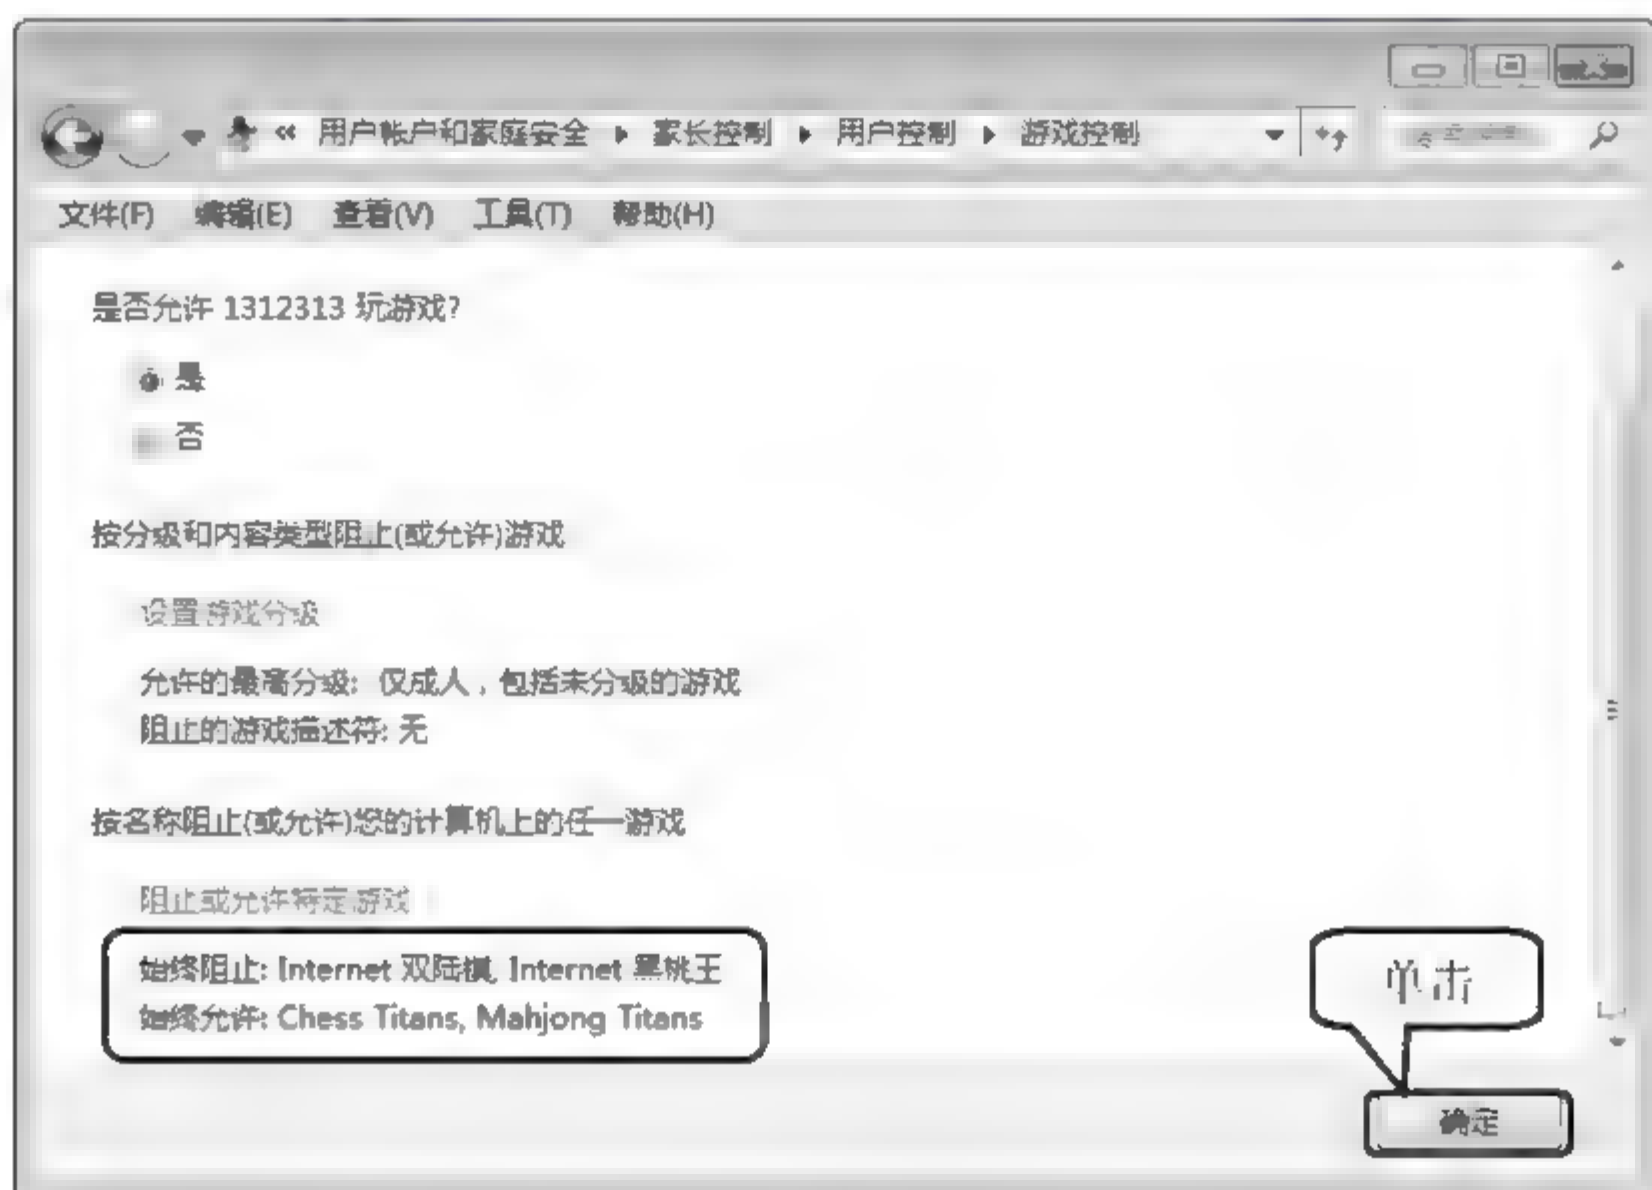 « 用户帐户和家庭安全 ▸ 家长控制 ▸ 用户控制 ▸ 游戏控制
文件(F) 编辑(E) 查看(V) 工具(T) 帮助(H)
是否允许 1312313 玩游戏?
是
否
按分级和内容类型阻止(或允许)游戏
设置游戏分级
允许的最高分级: 仅成人，包括未分级的游戏
阻止的游戏描述符: 无
按名称阻止(或允许)您的计算机上的任一游戏
阻止或允许特定游戏
始终阻止: Internet 双陆棋, Internet 黑桃王
始终允许: Chess Titans, Mahjong Titans
单击
确定